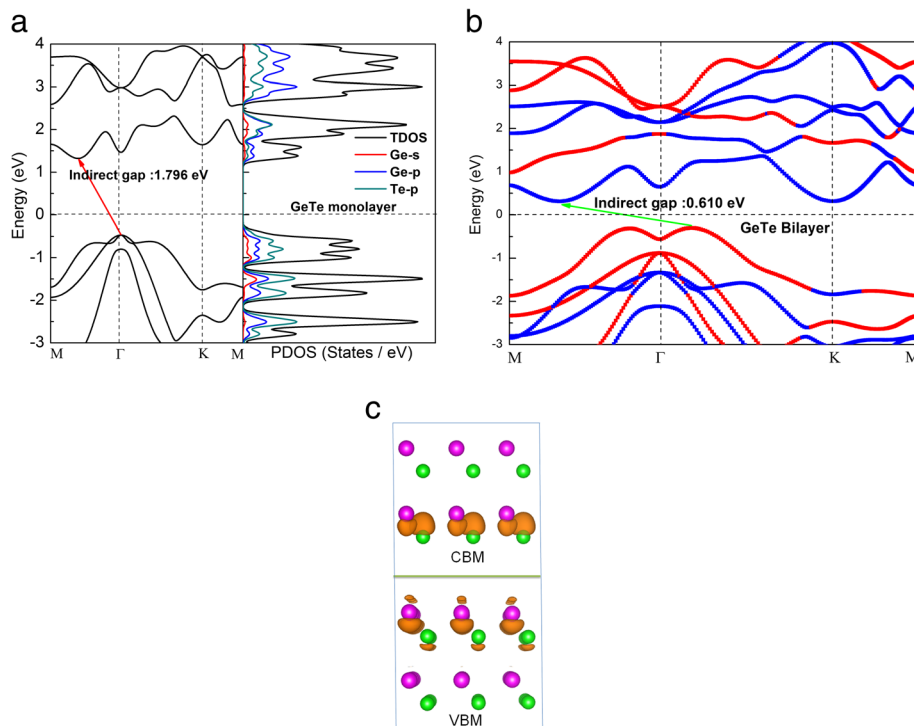 a
4
3
2
1
0
-1
-2
-3
Energy (eV)
Indirect gap :1.796 eV
TDOS
Ge-s
Ge-p
Te-p
GeTe monolayer
M Γ K M
PDOS (States / eV)
b
4
3
2
1
0
-1
-2
-3
Energy (eV)
Indirect gap :0.610 eV
GeTe Bilayer
M Γ K M
c
CBM
VBM